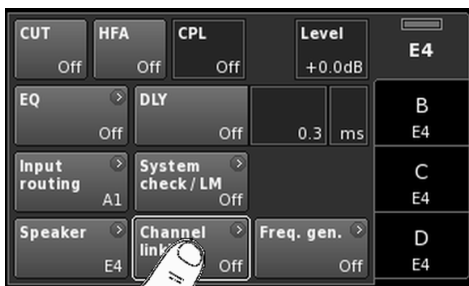 CUT HFA CPL Level
Off Off Off +0.0dB
E4
EQ DLY
Off Off 0.3 ms
B
E4
Input System
routing check / LM
A1 Off
C
E4
Speaker Channel Freq. gen.
E4 Off Off
D
E4